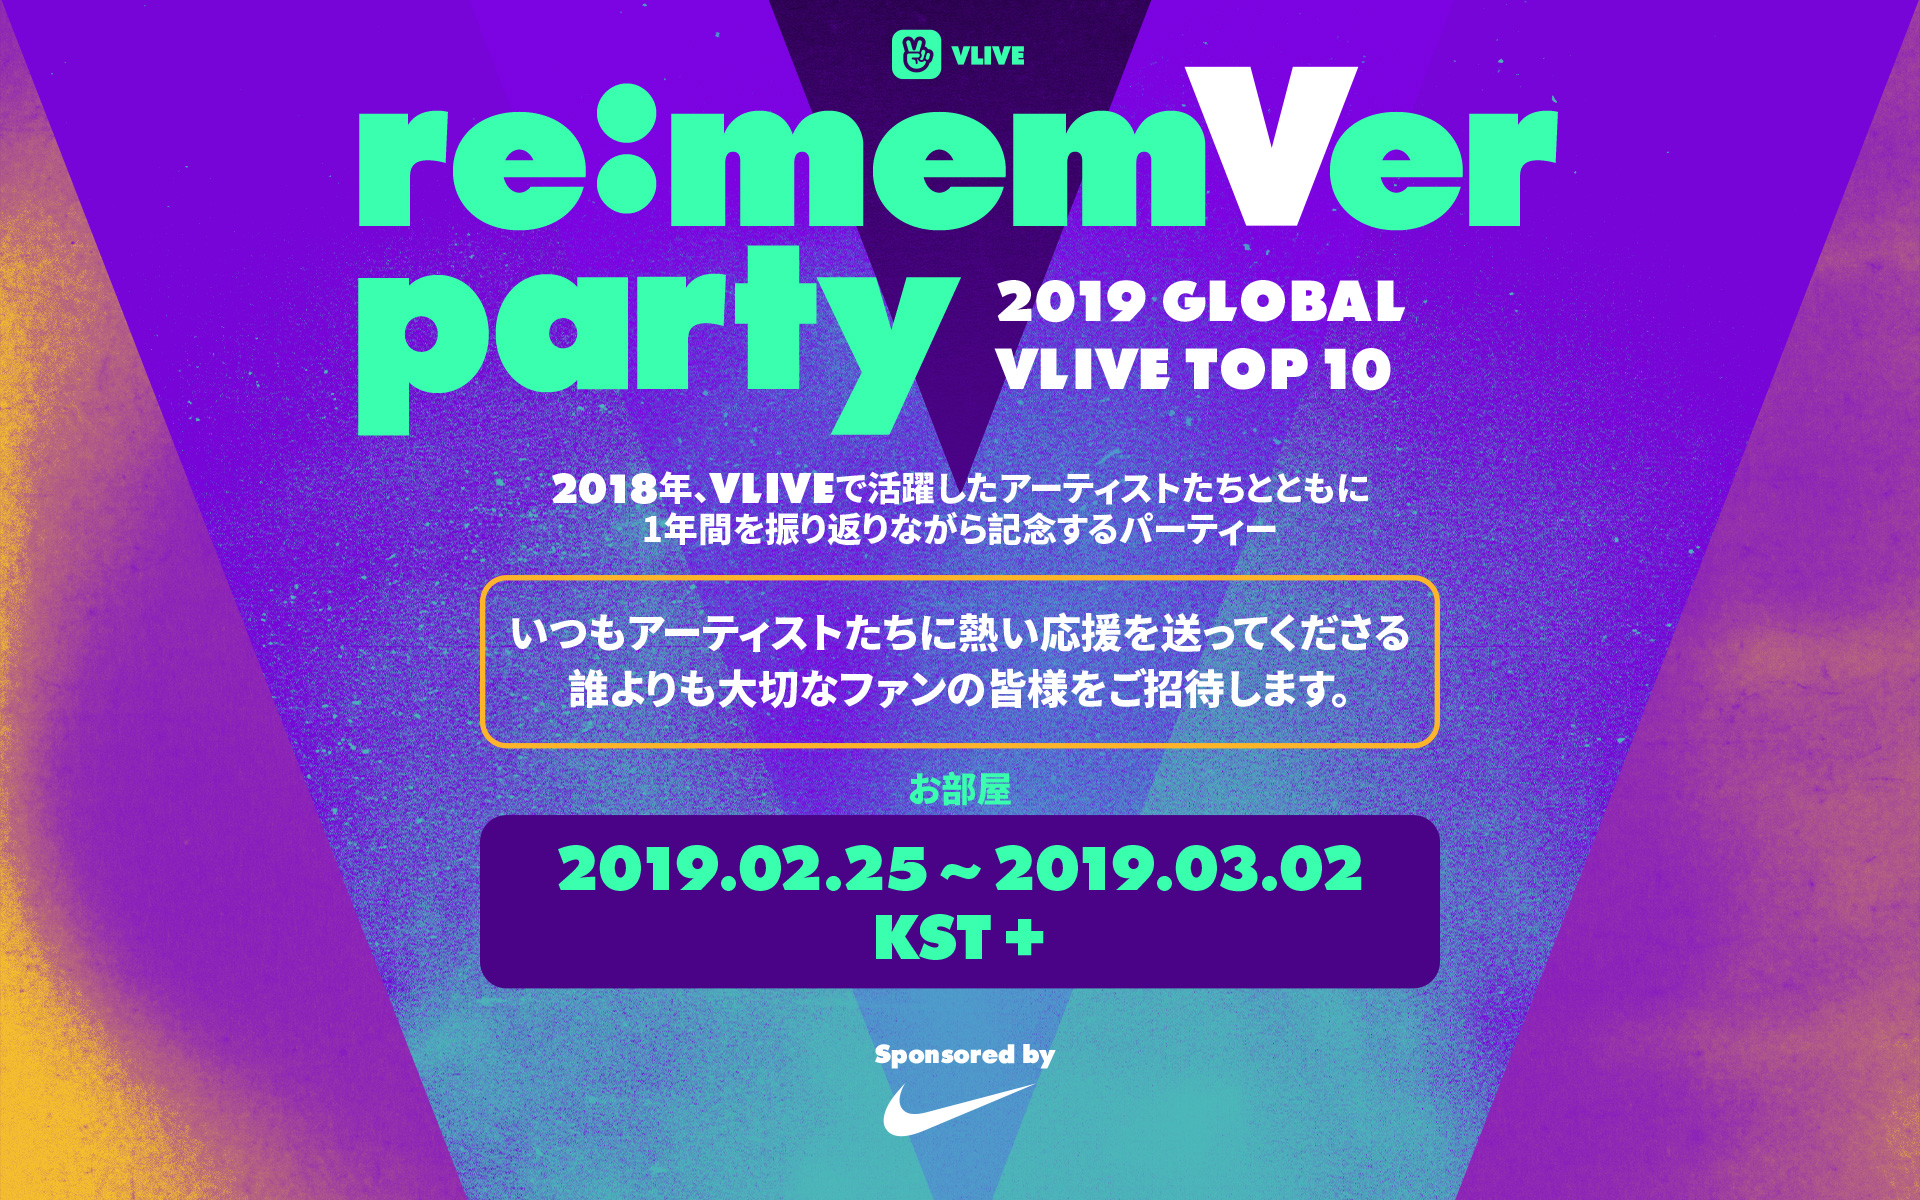 VLIVE
re:memVer
party
2019 GLOBAL
VLIVE TOP 10
2018年、VLIVEで活躍したアーティストたちとともに
1年間を振り返りながら記念するパーティー
いつもアーティストたちに熱い応援を送ってくださる
誰よりも大切なファンの皆様をご招待します。
お部屋
2019.02.25 ~ 2019.03.02
KST +
Sponsored by